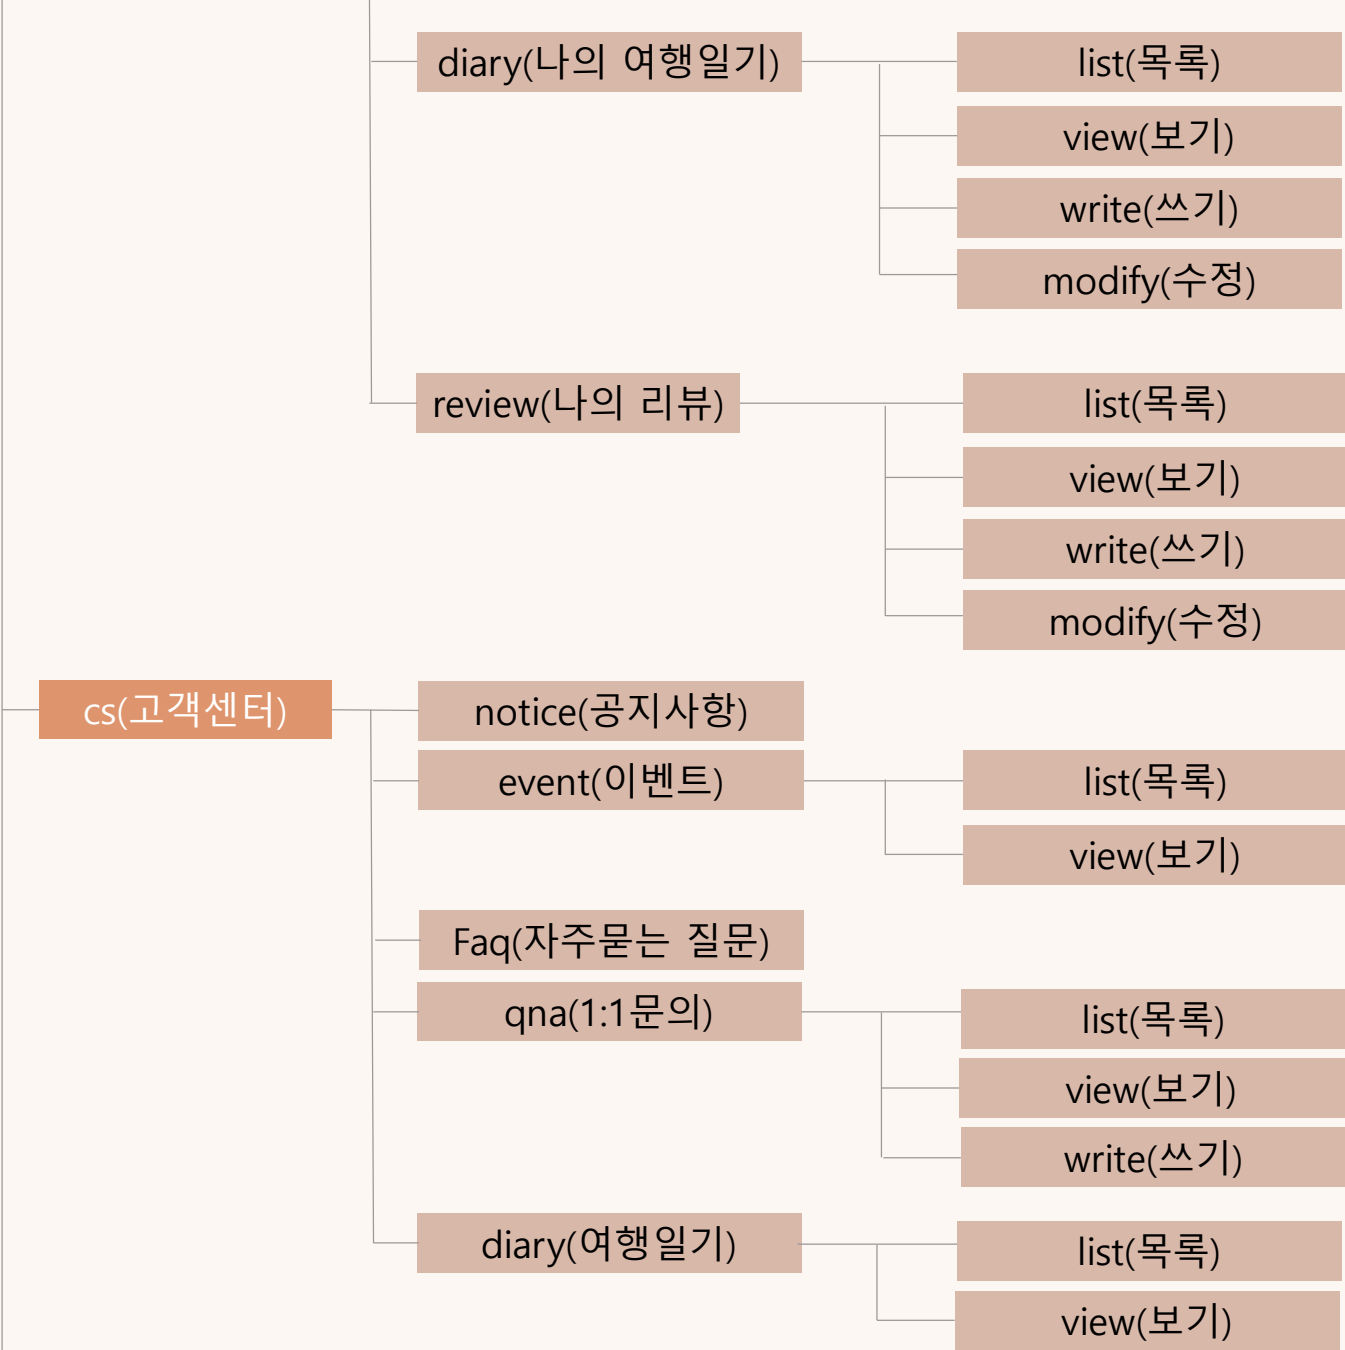 diary(나의 여행일기)
list(목록)
view(보기)
write(쓰기)
modify(수정)
review(나의 리뷰)
list(목록)
view(보기)
write(쓰기)
modify(수정)
cs(고객센터)
notice(공지사항)
event(이벤트)
list(목록)
view(보기)
Faq(자주묻는 질문)
qna(1:1문의)
list(목록)
view(보기)
write(쓰기)
diary(여행일기)
list(목록)
view(보기)